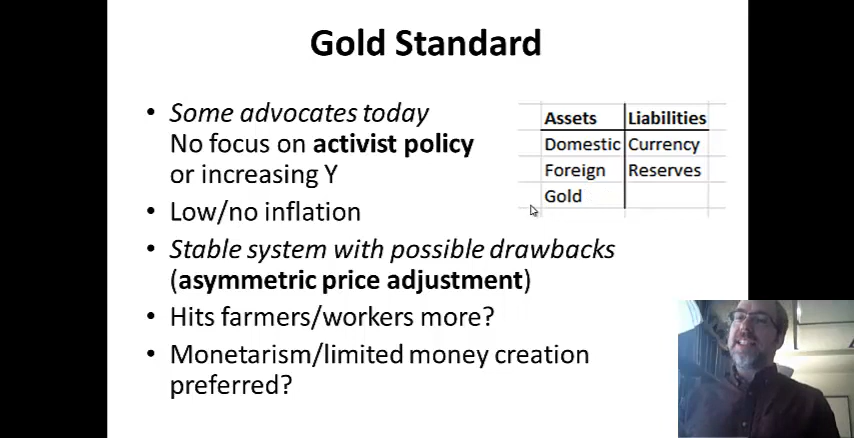 Gold Standard
• Some advocates today
No focus on activist policy
or increasing Y
• Low/no inflation
• Stable system with possible drawbacks
(asymmetric price adjustment)
• Hits farmers/workers more?
• Monetarism/limited money creation
preferred?
Assets Liabilities
Domestic Currency
Foreign Reserves
Gold